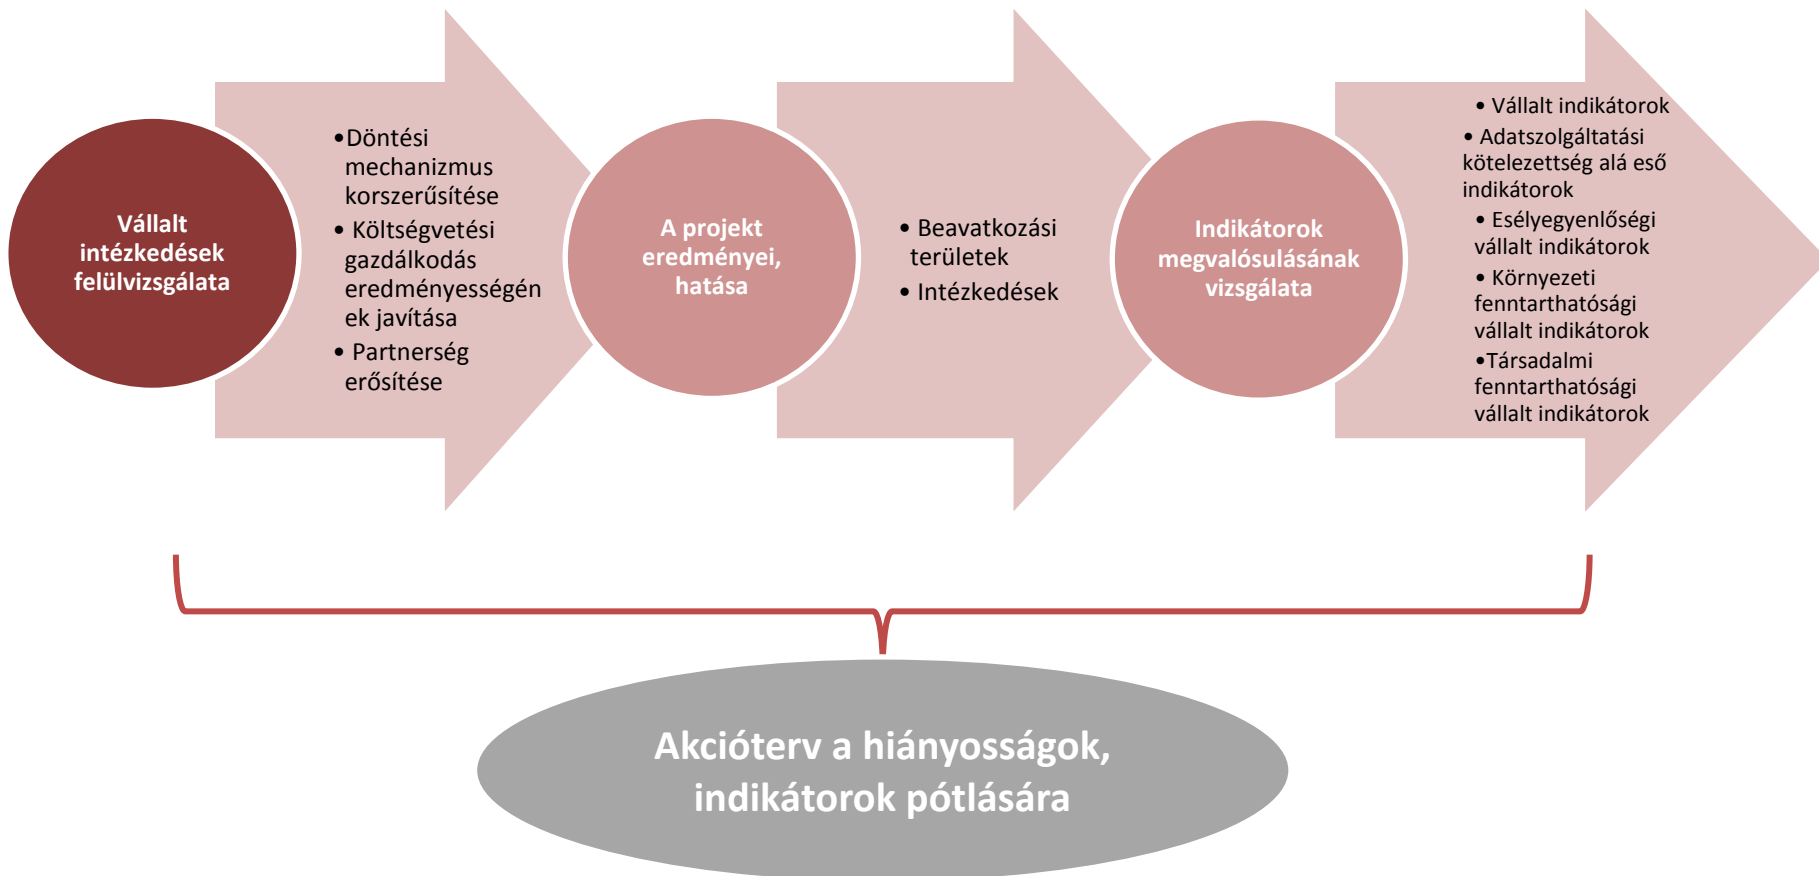 Vállalt
intézkedések
felülvizsgálata
•Döntési
mechanizmus
korszerűsítése
• Költségvetési
gazdálkodás
eredményességén
ek javítása
• Partnerség
erősítése
A projekt
eredményei,
hatása
• Beavatkozási
területek
• Intézkedések
Indikátorok
megvalósulásának
vizsgálata
• Vállalt indikátorok
• Adatszolgáltatási
kötelezettség alá eső
indikátorok
• Esélyegyenlőségi
vállalt indikátorok
• Környezeti
fenntarthatósági
vállalt indikátorok
•Társadalmi
fenntarthatósági
vállalt indikátorok
Akcióterv a hiányosságok,
indikátorok pótlására